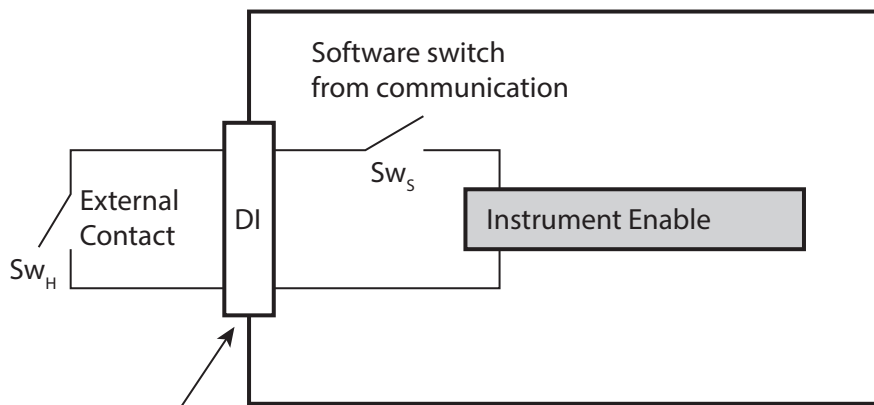 Software switch
from communication
Sw_S
External
Contact
DI
Instrument Enable
Sw_H